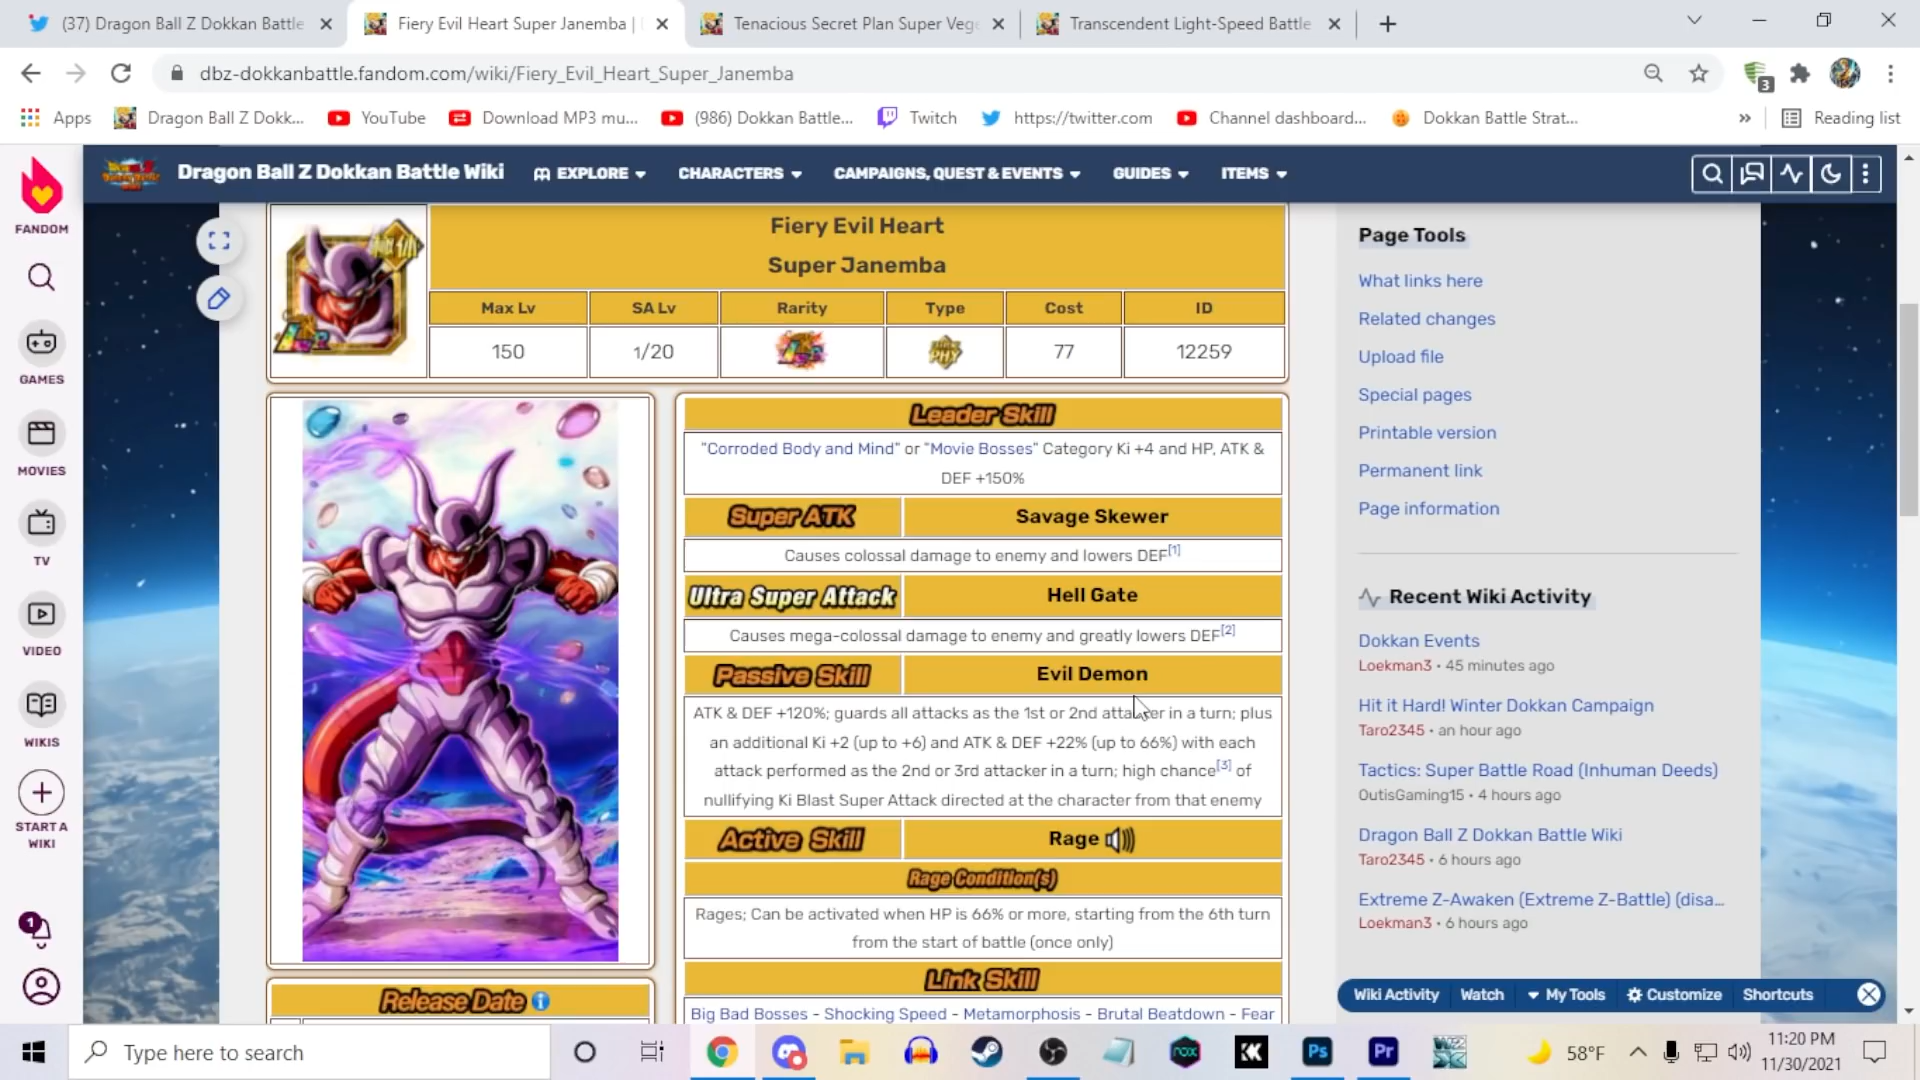 (37) Dragon Ball Z Dokkan Battle
Fiery Evil Heart Super Janemba |
Tenacious Secret Plan Super Vege
Transcendent Light-Speed Battle
dbz-dokkanbattle.fandom.com/wiki/Fiery_Evil_Heart_Super_Janemba
3
Apps
Dragon Ball Z Dokk...
YouTube
Download MP3 mu...
(986) Dokkan Battle...
Twitch
https://twitter.com
Channel dashboard...
Dokkan Battle Strat...
»
Reading list
FANDOM
GAMES
MOVIES
TV
VIDEO
WIKIS
START A
WIKI
1
Dragon Ball Z Dokkan Battle Wiki
EXPLORE
CHARACTERS
CAMPAIGNS, QUEST & EVENTS
GUIDES
ITEMS
Fiery Evil Heart
Super Janemba
Max Lv SA Lv Rarity Type Cost ID
150 1/20 LR PHY 77 12259
LR
Leader Skill
"Corroded Body and Mind" or "Movie Bosses" Category Ki +4 and HP, ATK &
DEF +150%
Super ATK Savage Skewer
Causes colossal damage to enemy and lowers DEF[1]
Ultra Super Attack Hell Gate
Causes mega-colossal damage to enemy and greatly lowers DEF[2]
Passive Skill Evil Demon
ATK & DEF +120%; guards all attacks as the 1st or 2nd attacker in a turn; plus
an additional Ki +2 (up to +6) and ATK & DEF +22% (up to 66%) with each
attack performed as the 2nd or 3rd attacker in a turn; high chance[3] of
nullifying Ki Blast Super Attack directed at the character from that enemy
Active Skill Rage
Rage Condition(s)
Rages; Can be activated when HP is 66% or more, starting from the 6th turn
from the start of battle (once only)
Link Skill
Big Bad Bosses - Shocking Speed - Metamorphosis - Brutal Beatdown - Fear
Release Date
Page Tools
What links here
Related changes
Upload file
Special pages
Printable version
Permanent link
Page information
Recent Wiki Activity
Dokkan Events
Loekman3 • 45 minutes ago
Hit it Hard! Winter Dokkan Campaign
Taro2345 • an hour ago
Tactics: Super Battle Road (Inhuman Deeds)
OutisGaming15 • 4 hours ago
Dragon Ball Z Dokkan Battle Wiki
Taro2345 • 6 hours ago
Extreme Z-Awaken (Extreme Z-Battle) (disa...
Loekman3 • 6 hours ago
Wiki Activity
Watch
My Tools
Customize
Shortcuts
Type here to search
nox
Ps
Pr
58°F
11:20 PM
11/30/2021